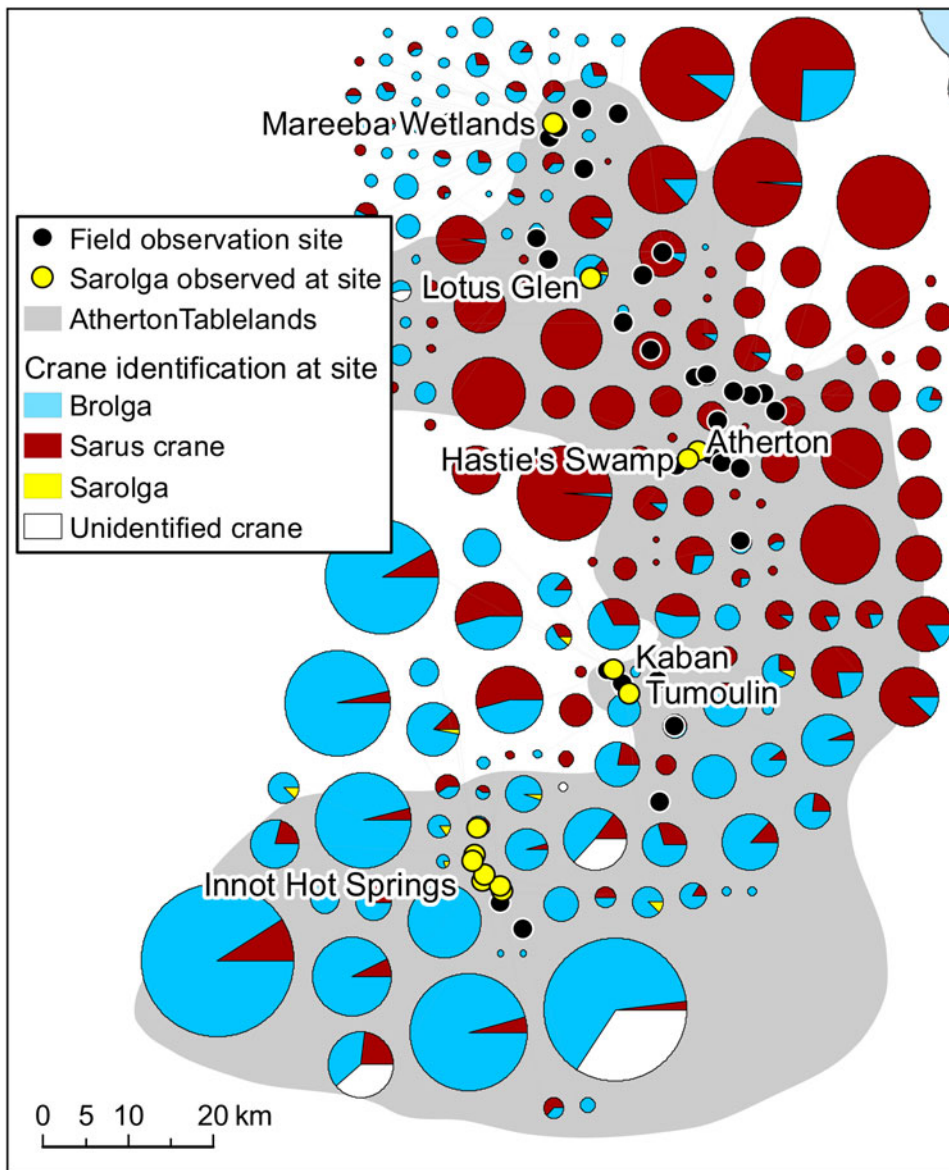 Mareeba Wetlands
Field observation site
Sarolga observed at site
AthertonTablelands
Crane identification at site
Brolga
Sarus crane
Sarolga
Unidentified crane
Lotus Glen
Atherton
Hastie's Swamp
Kaban
Tumoulin
Innot Hot Springs
0 5 10 20 km